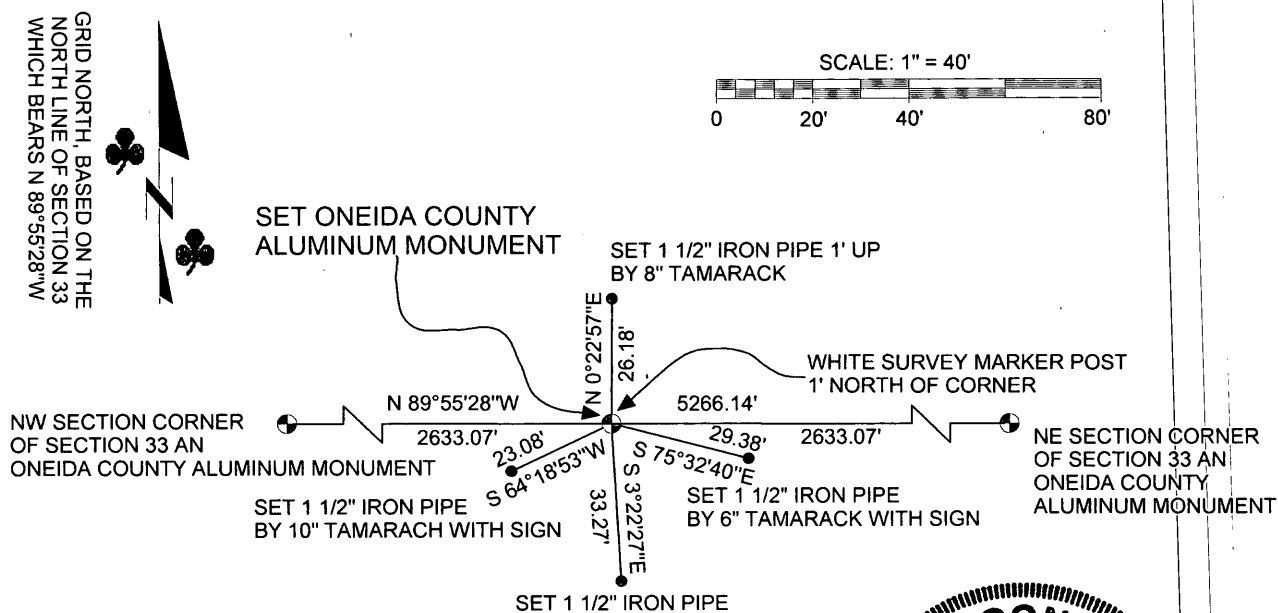 GRID NORTH, BASED ON THE
NORTH LINE OF SECTION 33
WHICH BEARS N 89°55'28"W
SCALE: 1" = 40'
0 20' 40' 80'
SET ONEIDA COUNTY
ALUMINUM MONUMENT
SET 1 1/2" IRON PIPE 1' UP
BY 8" TAMARACK
N 0°22'57"E
26.18'
WHITE SURVEY MARKER POST
1' NORTH OF CORNER
N 89°55'28"W
5266.14'
2633.07'
2633.07'
NW SECTION CORNER
OF SECTION 33 AN
ONEIDA COUNTY ALUMINUM MONUMENT
NE SECTION CORNER
OF SECTION 33 AN
ONEIDA COUNTY
ALUMINUM MONUMENT
23.08'
S 64°18'53"W
29.38'
S 75°32'40"E
SET 1 1/2" IRON PIPE
BY 10" TAMARACH WITH SIGN
SET 1 1/2" IRON PIPE
BY 6" TAMARACK WITH SIGN
S 3°22'27"E
33.27'
SET 1 1/2" IRON PIPE